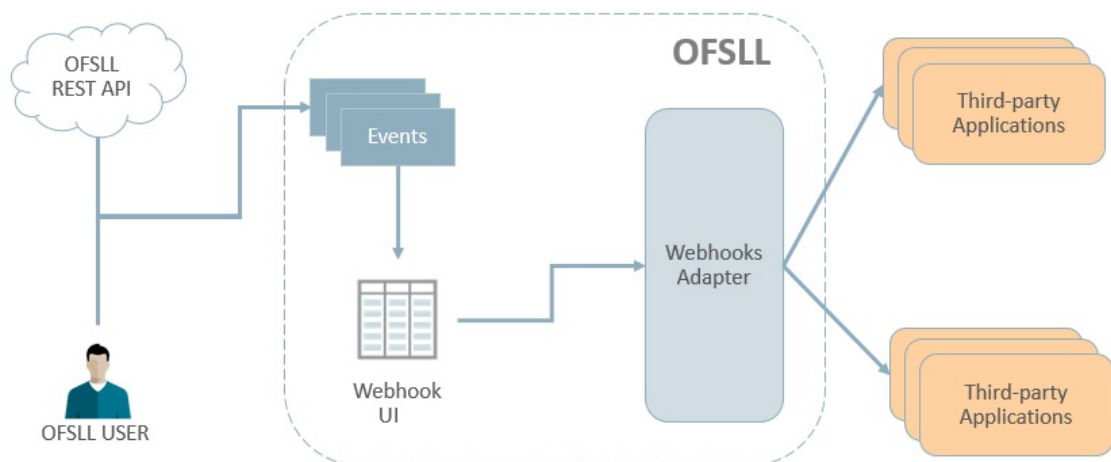 OFSLL
REST API
OFSLL
Events
Third-party
Applications
Webhooks
Adapter
Webhook
UI
OFSLL USER
Third-party
Applications